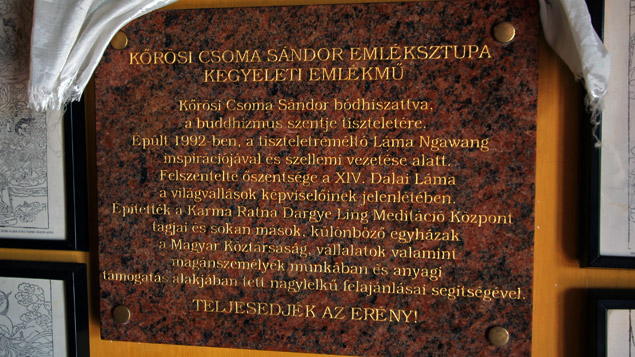 KŐRÖSI CSOMA SÁNDOR EMLÉKSZTUPA
KEGYELETI EMLÉKMŰ
Kőrösi Csoma Sándor bódhiszattva,
a buddhizmus szentje tiszteletére.
Épült 1992-ben, a tiszteletreméltó Láma Ngawang
inspirációjával és szellemi vezetése alatt.
Felszentelte őszentsége a XIV. Dalai Láma
a világvallások képviselőinek jelenletében.
Építették a Karma Ratna Dargye Ling Meditáció Központ
tagjai és sokan mások, különböző egyházak
a Magyar Köztársaság, vállalatok valamint
magánszemélyek munkában és anyagi
támogatás alakjában tett nagylelkű felajánlásai segítségével.
TELJESEDJÉK AZ ERÉNY!